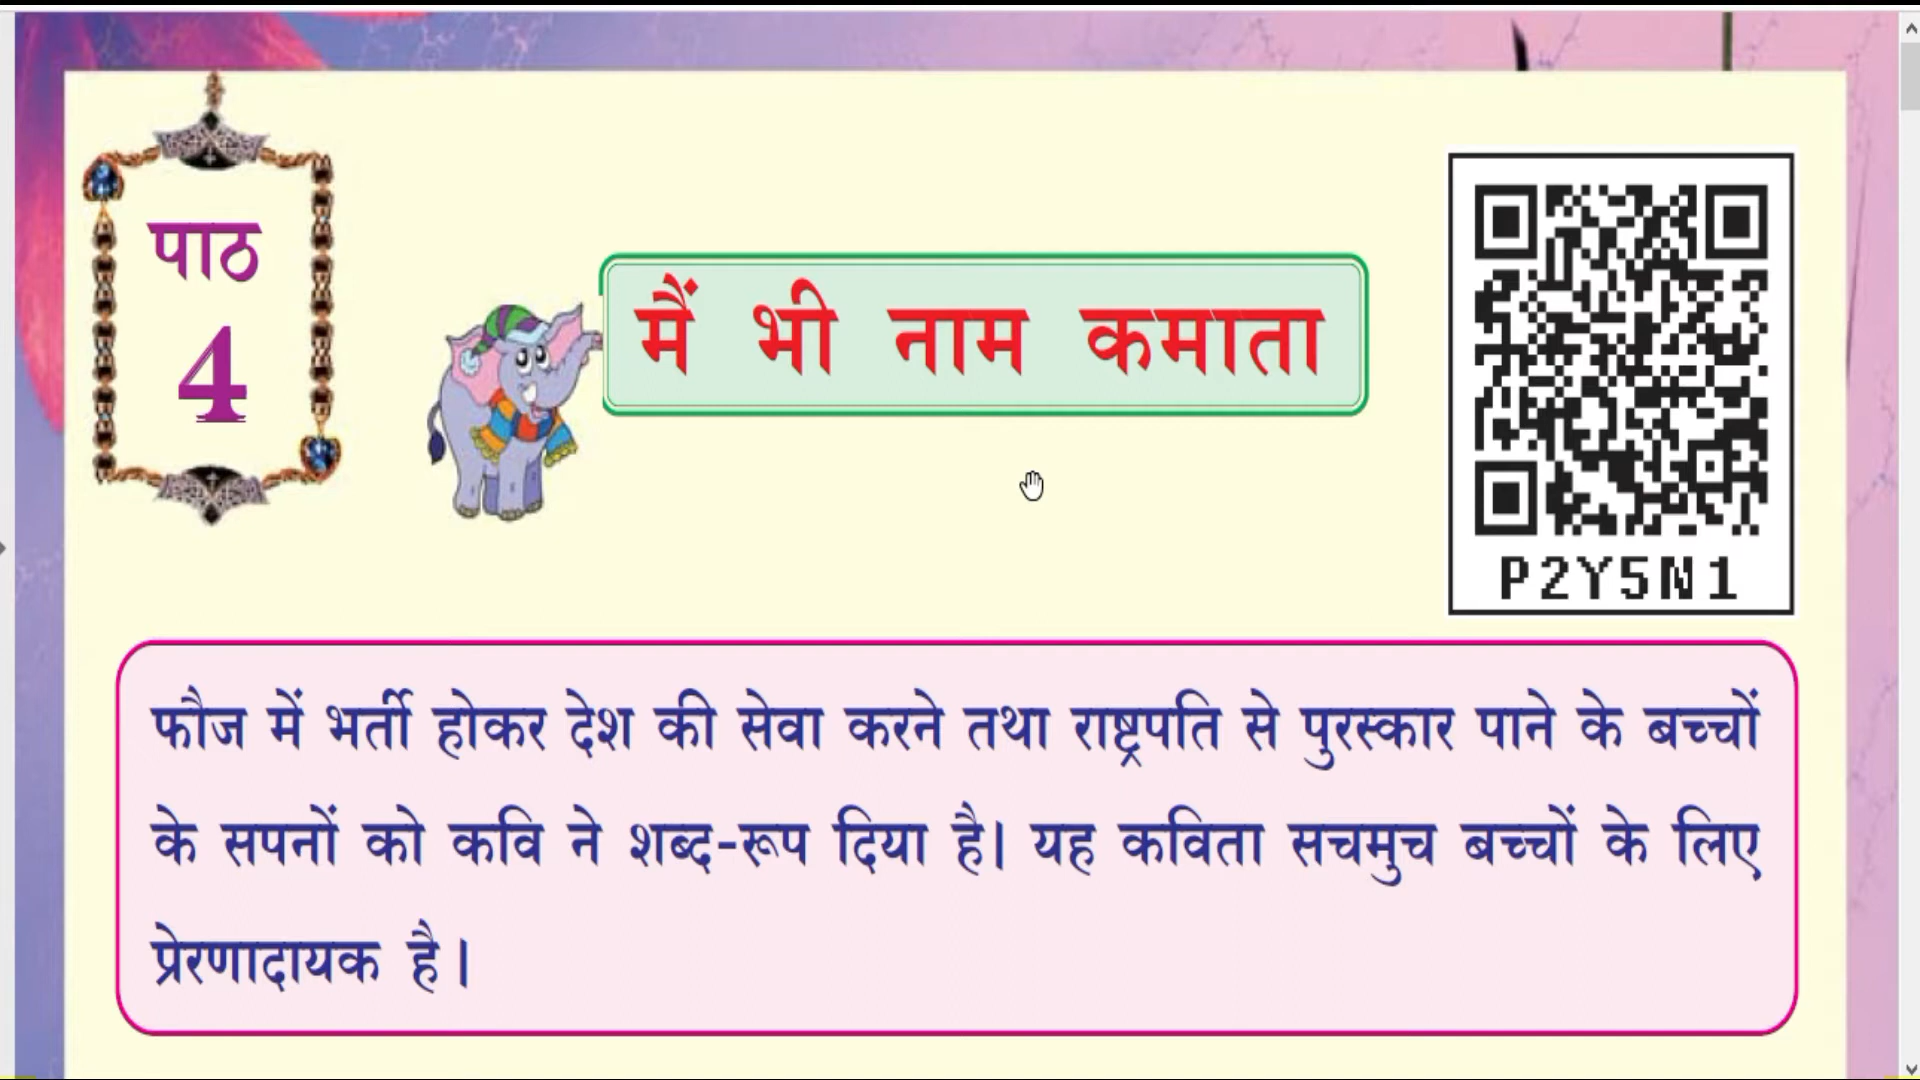 पाठ
4
मैं भी नाम कमाता
P2Y5N1
फौज में भर्ती होकर देश की सेवा करने तथा राष्ट्रपति से पुरस्कार पाने के बच्चों
के सपनों को कवि ने शब्द-रूप दिया है। यह कविता सचमुच बच्चों के लिए
प्रेरणादायक है।